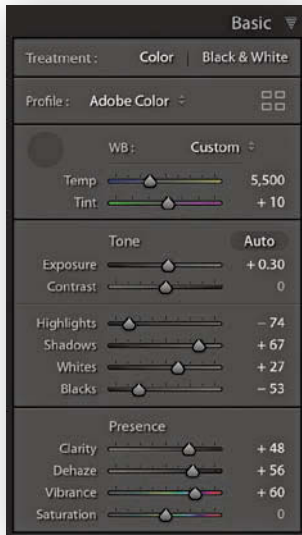 Basic
Treatment : Color | Black & White
Profile : Adobe Color
WB : Custom
Temp 5,500
Tint + 10
Tone Auto
Exposure + 0.30
Contrast 0
Highlights − 74
Shadows + 67
Whites + 27
Blacks − 53
Presence
Clarity + 48
Dehaze + 56
Vibrance + 60
Saturation 0